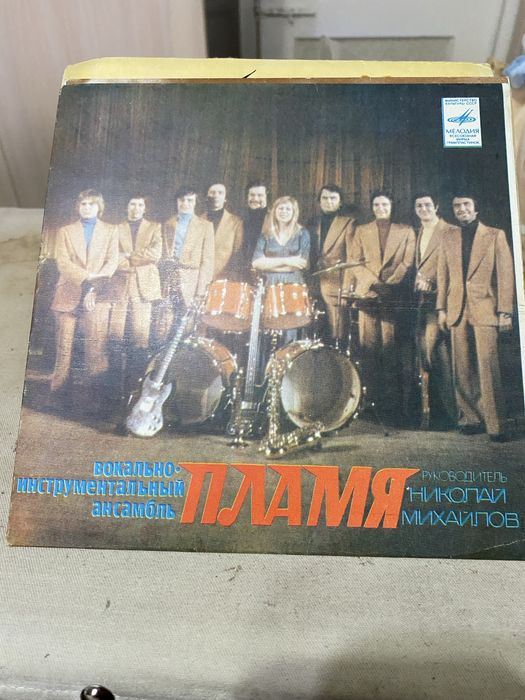 МИНИСТЕРСТВО
КУЛЬТУРЫ СССР
МЕЛОДИЯ
ВСЕСОЮЗНАЯ
ФИРМА
ГРАМПЛАСТИНОК
вокально-
инструментальный
ансамбль
ПЛАМЯ
РУКОВОДИТЕЛЬ
НИКОЛАЙ
МИХАЙЛОВ